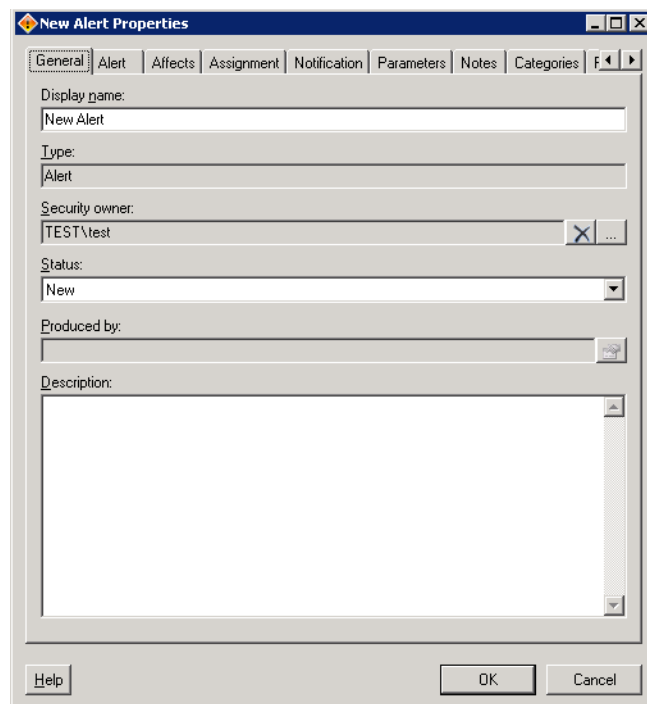 New Alert Properties
General Alert Affects Assignment Notification Parameters Notes Categories
Display name:
New Alert
Type:
Alert
Security owner:
TEST\test
...
Status:
New
Produced by:
Description:
Help OK Cancel